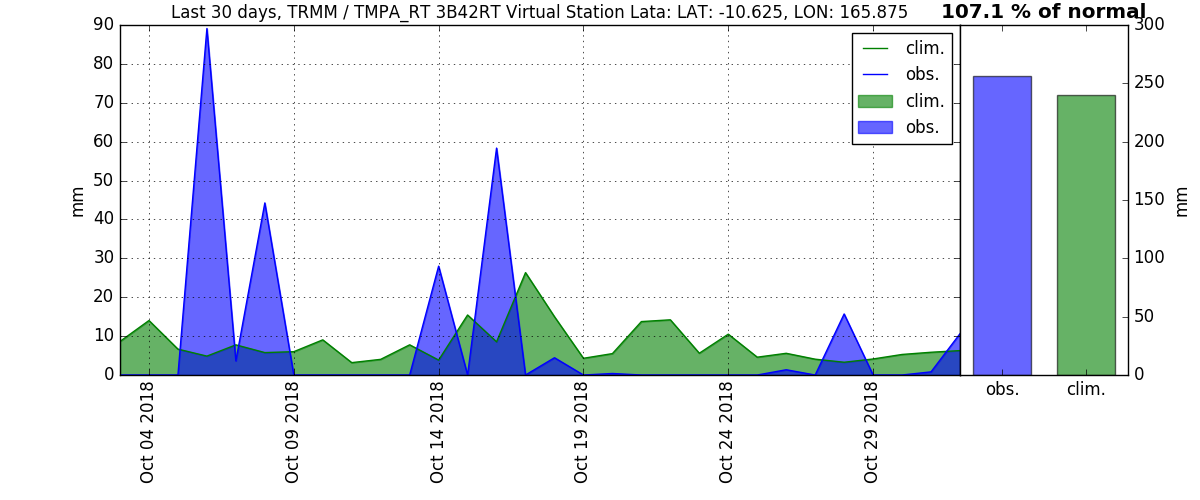 Last 30 days, TRMM / TMPA_RT 3B42RT Virtual Station Lata: LAT: -10.625, LON: 165.875
107.1 % of normal
90
80
70
60
50
40
30
20
10
0
mm
clim.
obs.
clim.
obs.
Oct 04 2018
Oct 09 2018
Oct 14 2018
Oct 19 2018
Oct 24 2018
Oct 29 2018
300
250
200
150
100
50
0
mm
obs.
clim.